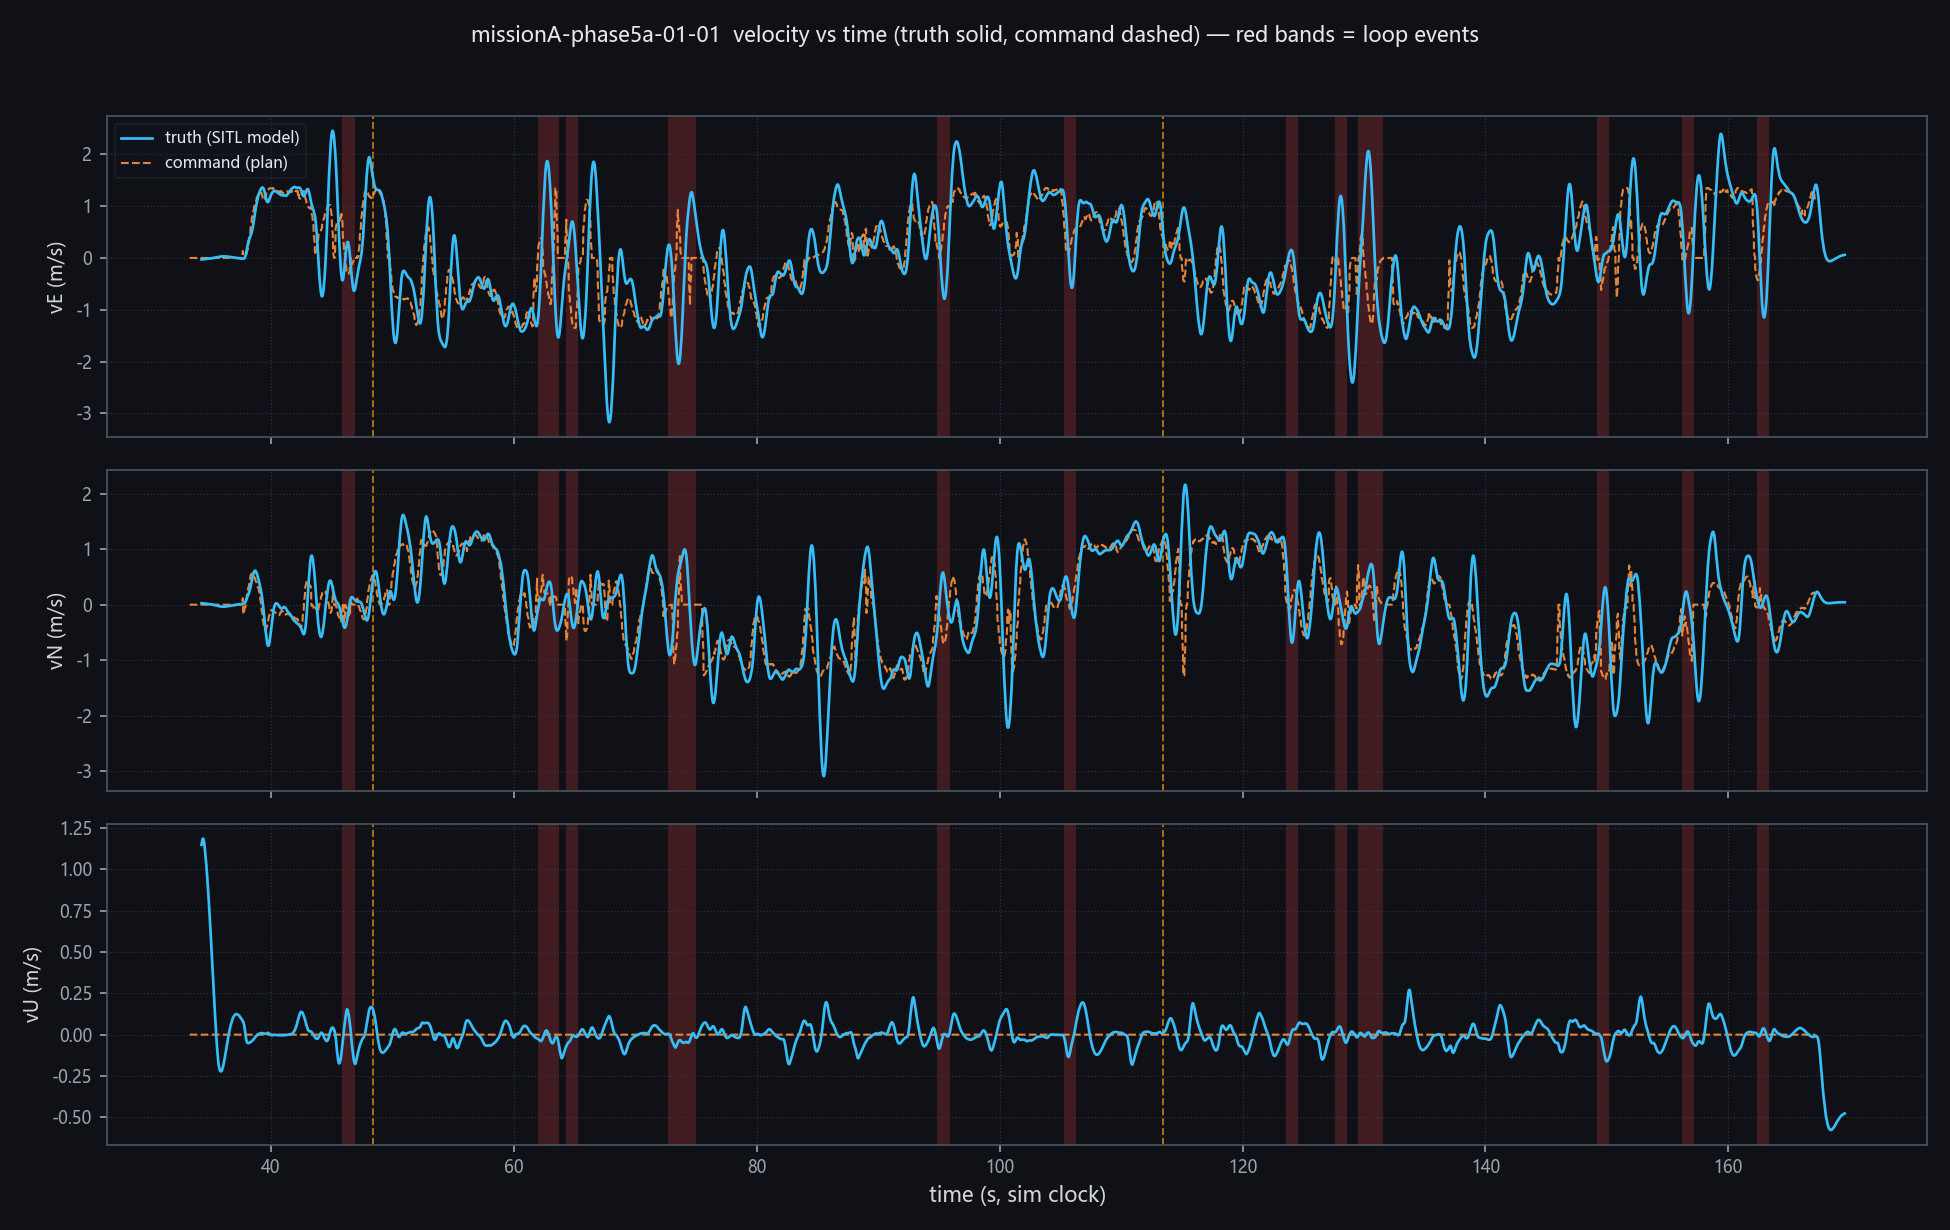 missionA-phase5a-01-01  velocity vs time (truth solid, command dashed) — red bands = loop events
truth (SITL model)
command (plan)
vE (m/s)
2
1
0
-1
-2
-3
vN (m/s)
2
1
0
-1
-2
-3
vU (m/s)
1.25
1.00
0.75
0.50
0.25
0.00
-0.25
-0.50
40 60 80 100 120 140 160
time (s, sim clock)